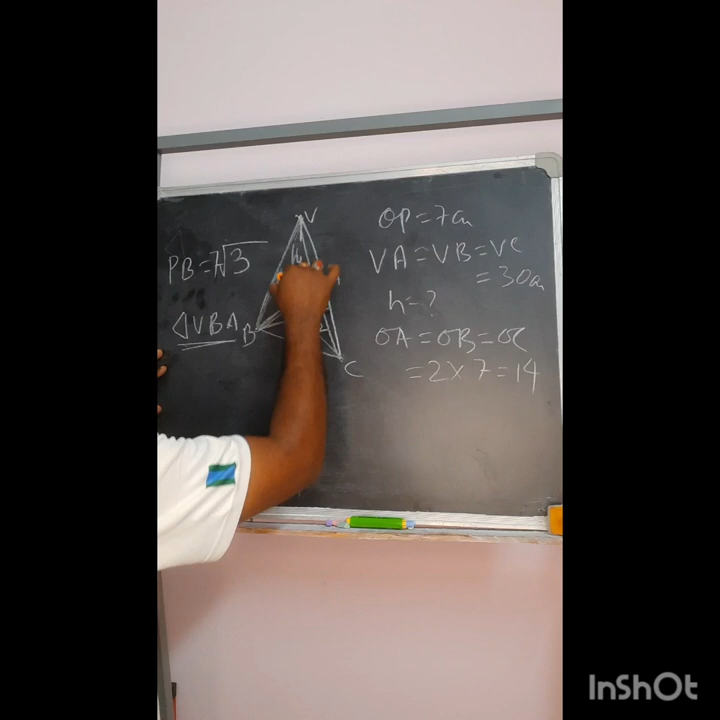 PB = 7√3
△VBA
V
h
B
C
OP = 7cm
VA = VB = VC
= 30cm
h = ?
OA = OB = OC
= 2 × 7 = 14
InShOt